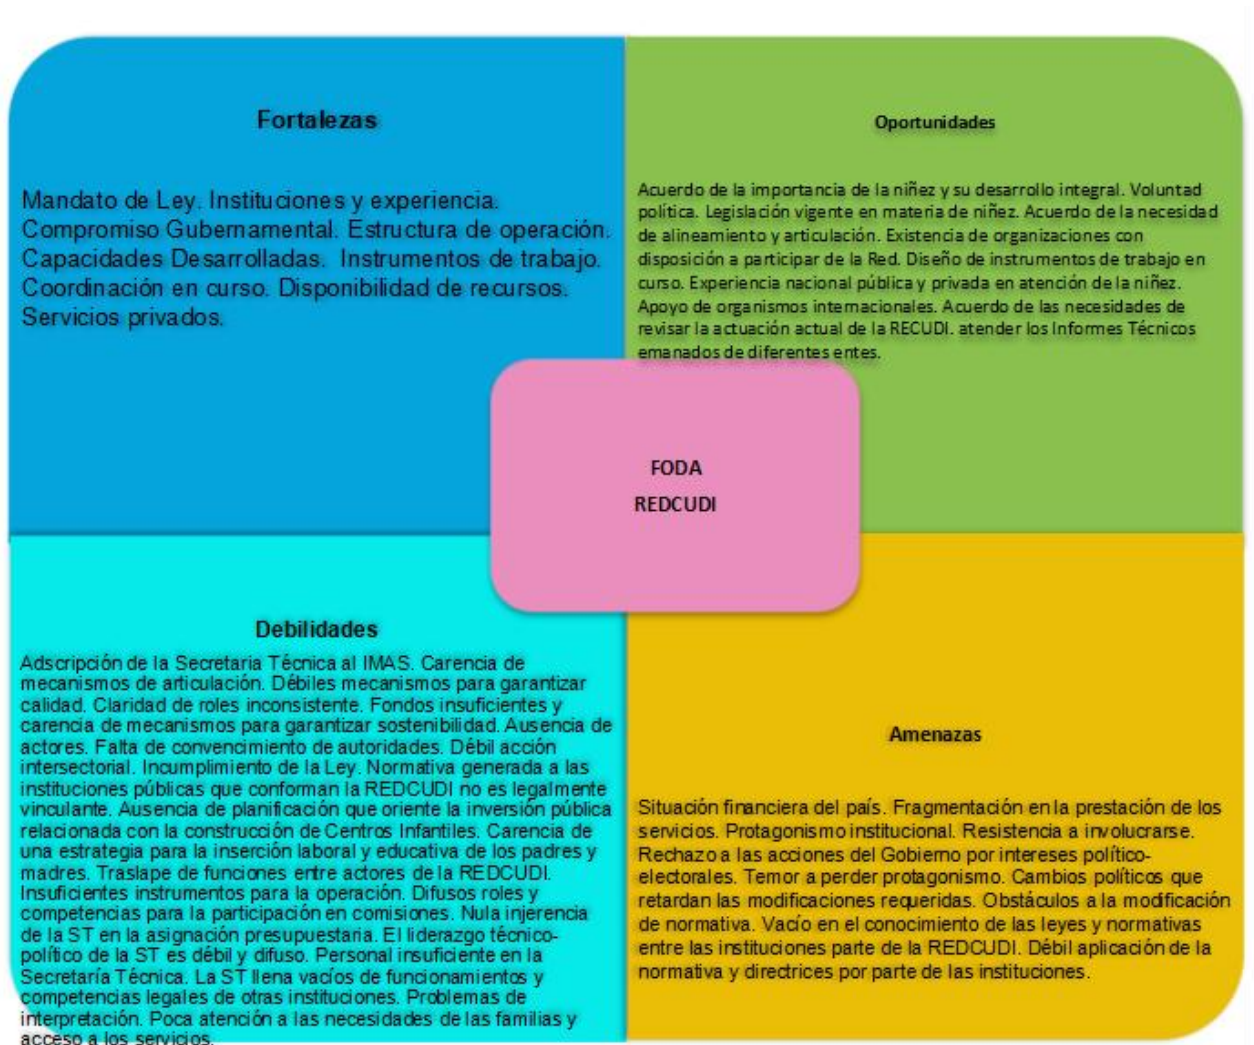 Fortalezas
Mandato de Ley. Instituciones y experiencia.
Compromiso Gubernamental. Estructura de operación.
Capacidades Desarrolladas. Instrumentos de trabajo.
Coordinación en curso. Disponibilidad de recursos.
Servicios privados.
Oportunidades
Acuerdo de la importancia de la niñez y su desarrollo integral. Voluntad
política. Legislación vigente en materia de niñez. Acuerdo de la necesidad
de alineamiento y articulación. Existencia de organizaciones con
disposición a participar de la Red. Diseño de instrumentos de trabajo en
curso. Experiencia nacional pública y privada en atención de la niñez.
Apoyo de organismos internacionales. Acuerdo de las necesidades de
revisar la actuación actual de la RECUDI. atender los Informes Técnicos
emanados de diferentes entes.
FODA
REDCUDI
Debilidades
Adscripción de la Secretaria Técnica al IMAS. Carencia de
mecanismos de articulación. Débiles mecanismos para garantizar
calidad. Claridad de roles inconsistente. Fondos insuficientes y
carencia de mecanismos para garantizar sostenibilidad. Ausencia de
actores. Falta de convencimiento de autoridades. Débil acción
intersectorial. Incumplimiento de la Ley. Normativa generada a las
instituciones públicas que conforman la REDCUDI no es legalmente
vinculante. Ausencia de planificación que oriente la inversión pública
relacionada con la construcción de Centros Infantiles. Carencia de
una estrategia para la inserción laboral y educativa de los padres y
madres. Traslape de funciones entre actores de la REDCUDI.
Insuficientes instrumentos para la operación. Difusos roles y
competencias para la participación en comisiones. Nula injerencia
de la ST en la asignación presupuestaria. El liderazgo técnico-
político de la ST es débil y difuso. Personal insuficiente en la
Secretaría Técnica. La ST llena vacíos de funcionamientos y
competencias legales de otras instituciones. Problemas de
interpretación. Poca atención a las necesidades de las familias y
acceso a los servicios.
Amenazas
Situación financiera del país. Fragmentación en la prestación de los
servicios. Protagonismo institucional. Resistencia a involucrarse.
Rechazo a las acciones del Gobierno por intereses político-
electorales. Temor a perder protagonismo. Cambios políticos que
retardan las modificaciones requeridas. Obstáculos a la modificación
de normativa. Vacío en el conocimiento de las leyes y normativas
entre las instituciones parte de la REDCUDI. Débil aplicación de la
normativa y directrices por parte de las instituciones.